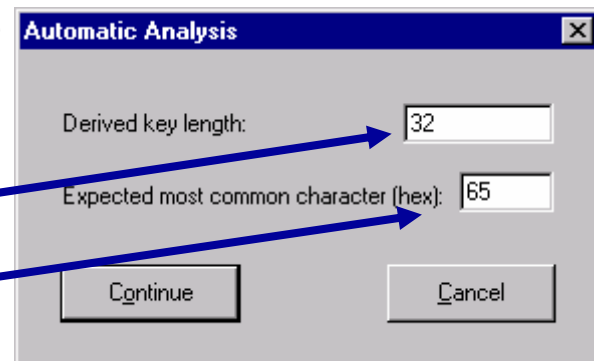 Automatic Analysis
Derived key length: 32
Expected most common character (hex): 65
Continue Cancel